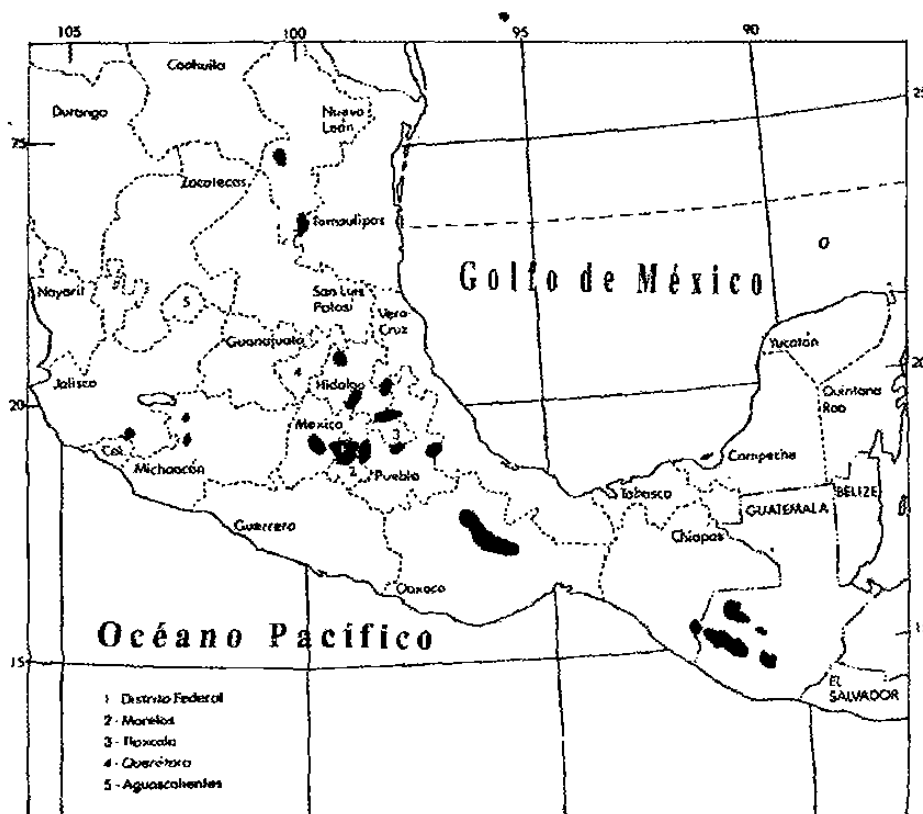 105 100 95 90
Coahuila
Durango
Nuevo
León
25
25
Zacatecas
Tamaulipas
Golfo de México
Nayarit
5
San Luis
Potosí
Vera
Cruz
Guanajuato
Yucatán
4
Hidalgo
20
Jalisco
Quintana
Roo
20
México
3
Col.
Michoacán
2
Puebla
Campeche
Tabasco
BELIZE
GUATEMALA
Guerrero
Chiapas
Oaxaca
Océano Pacífico
15
EL
SALVADOR
1 Distrito Federal
2 - Morelos
3 - Tlaxcala
4 - Querétaro
5 - Aguascalientes